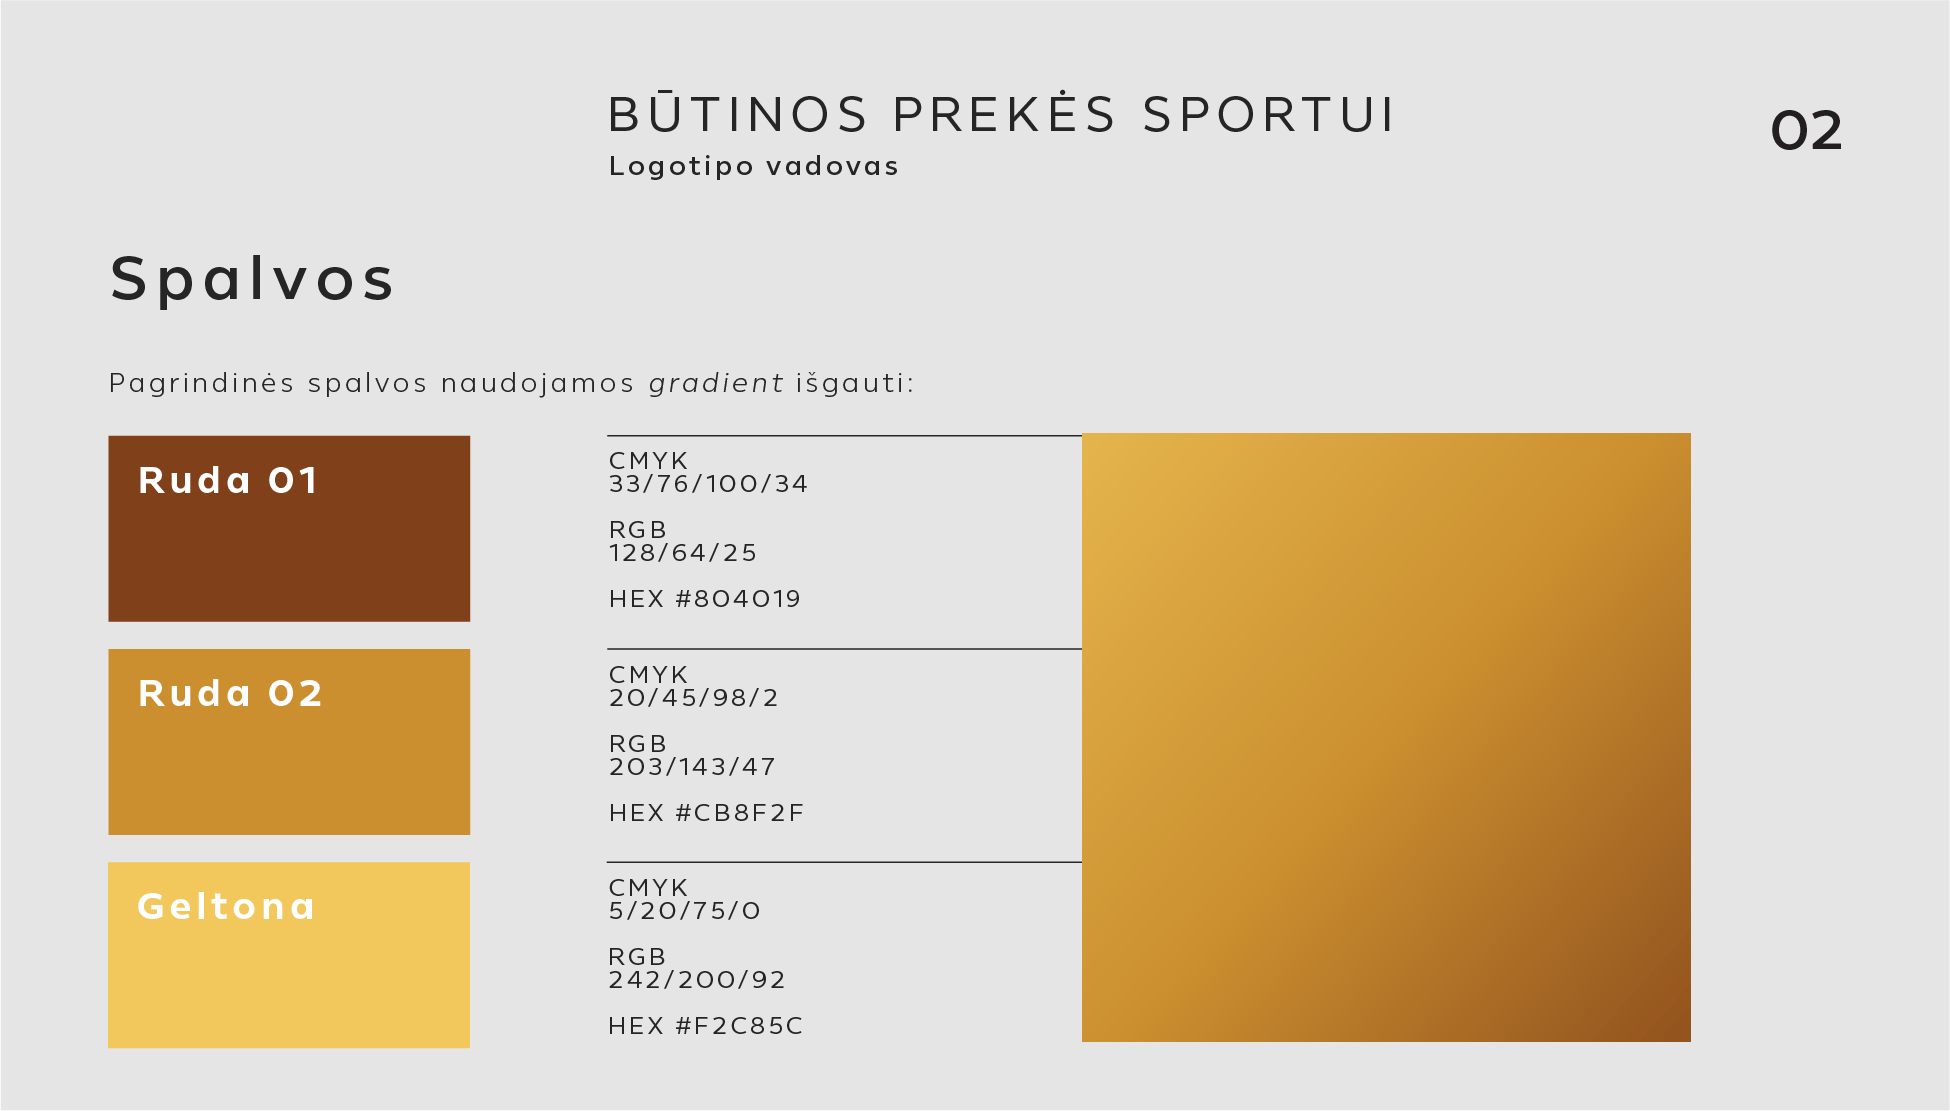 BŪTINOS PREKĖS SPORTUI
Logotipo vadovas
02
Spalvos
Pagrindinės spalvos naudojamos gradient išgauti:
Ruda 01
CMYK
33/76/100/34
RGB
128/64/25
HEX #804019
Ruda 02
CMYK
20/45/98/2
RGB
203/143/47
HEX #CB8F2F
Geltona
CMYK
5/20/75/0
RGB
242/200/92
HEX #F2C85C